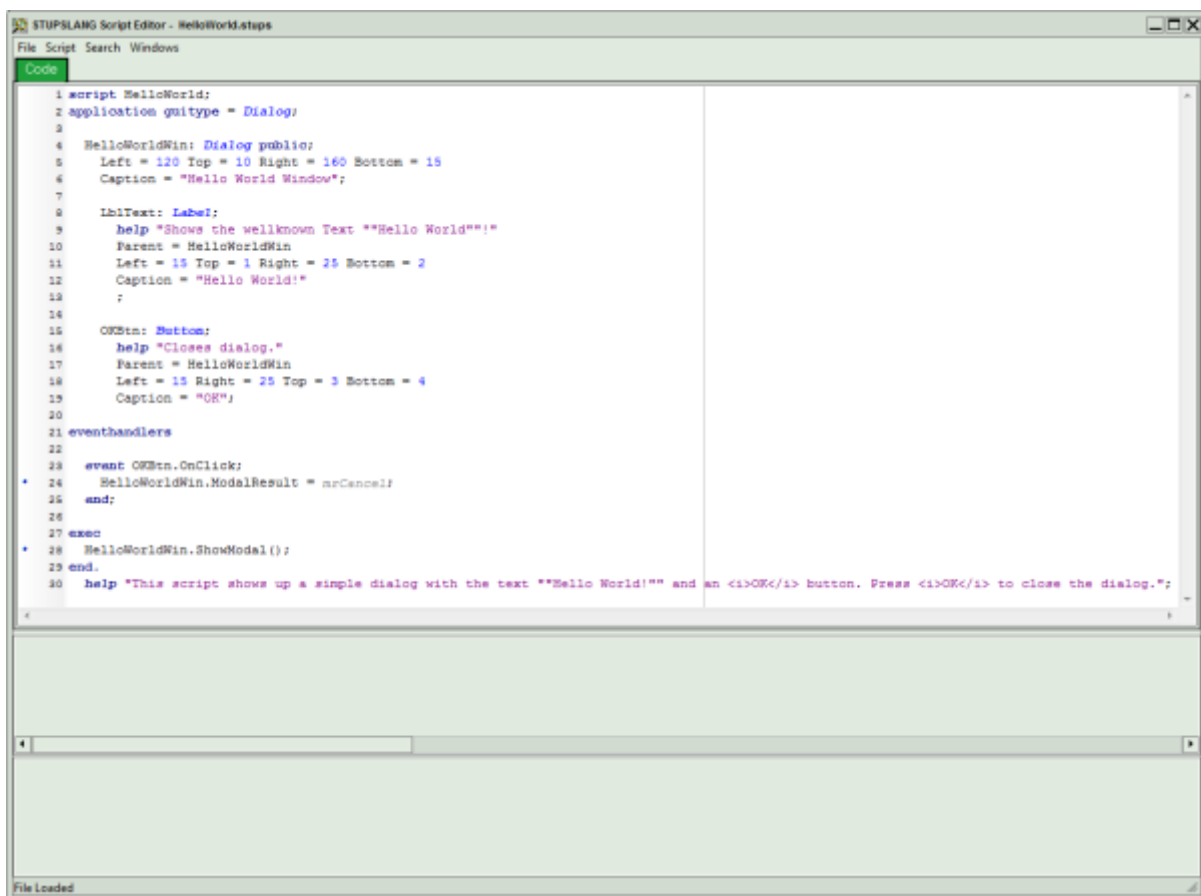 STUPSLANG Script Editor - HelloWorld.stups
File Script Search Windows
Code
1 script HelloWorld;
2 application guitype = Dialog;
3
4 HelloWorldWin: Dialog public;
5 Left = 120 Top = 10 Right = 160 Bottom = 15
6 Caption = "Hello World Window";
7
8 LblText: Label;
9 help "Shows the wellknown Text ""Hello World""!"
10 Parent = HelloWorldWin
11 Left = 15 Top = 1 Right = 25 Bottom = 2
12 Caption = "Hello World!"
13 ;
14
15 OKBtn: Button;
16 help "Closes dialog."
17 Parent = HelloWorldWin
18 Left = 15 Right = 25 Top = 3 Bottom = 4
19 Caption = "OK";
20
21 eventhandlers
22
23 event OKBtn.OnClick;
24 HelloWorldWin.ModalResult = mrCancel;
25 end;
26
27 exec
28 HelloWorldWin.ShowModal();
29 end.
30 help "This script shows up a simple dialog with the text ""Hello World!"" and an <i>OK</i> button. Press <i>OK</i> to close the dialog.";
File Loaded